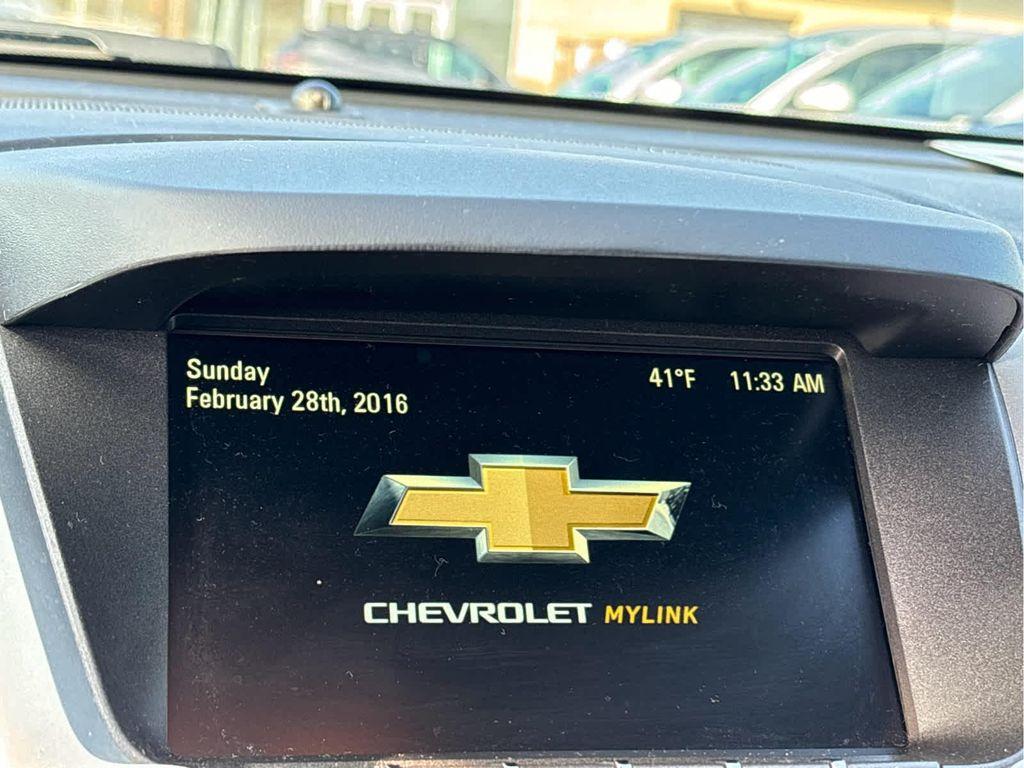 Sunday
February 28th, 2016
41°F 11:33 AM
CHEVROLET MYLINK